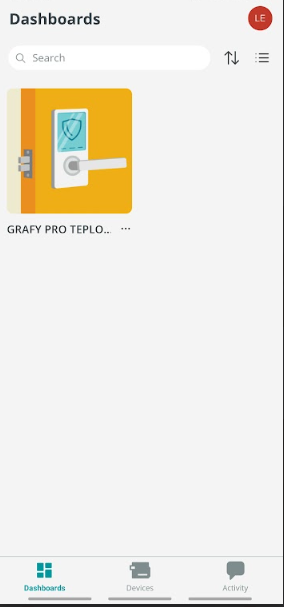 Dashboards
LE
Search
GRAFY PRO TEPLO...
Dashboards
Devices
Activity